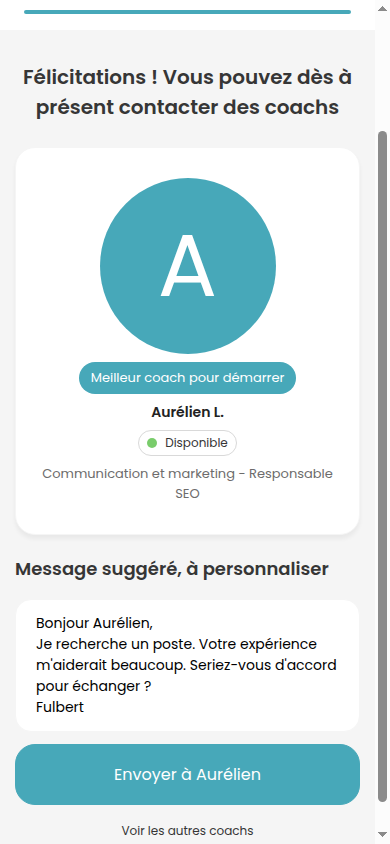 Félicitations ! Vous pouvez dès à
présent contacter des coachs
A
Meilleur coach pour démarrer
Aurélien L.
Disponible
Communication et marketing - Responsable
SEO
Message suggéré, à personnaliser
Bonjour Aurélien,
Je recherche un poste. Votre expérience
m'aiderait beaucoup. Seriez-vous d'accord
pour échanger ?
Fulbert
Envoyer à Aurélien
Voir les autres coachs